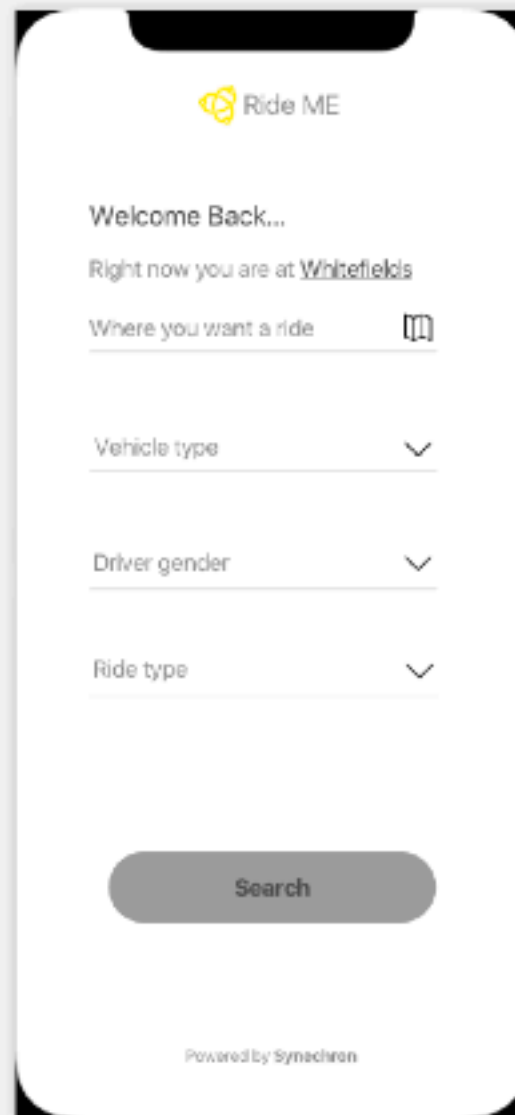 Ride ME
Welcome Back...
Right now you are at Whitefields
Where you want a ride
Vehicle type
Driver gender
Ride type
Search
Powered by Synechron